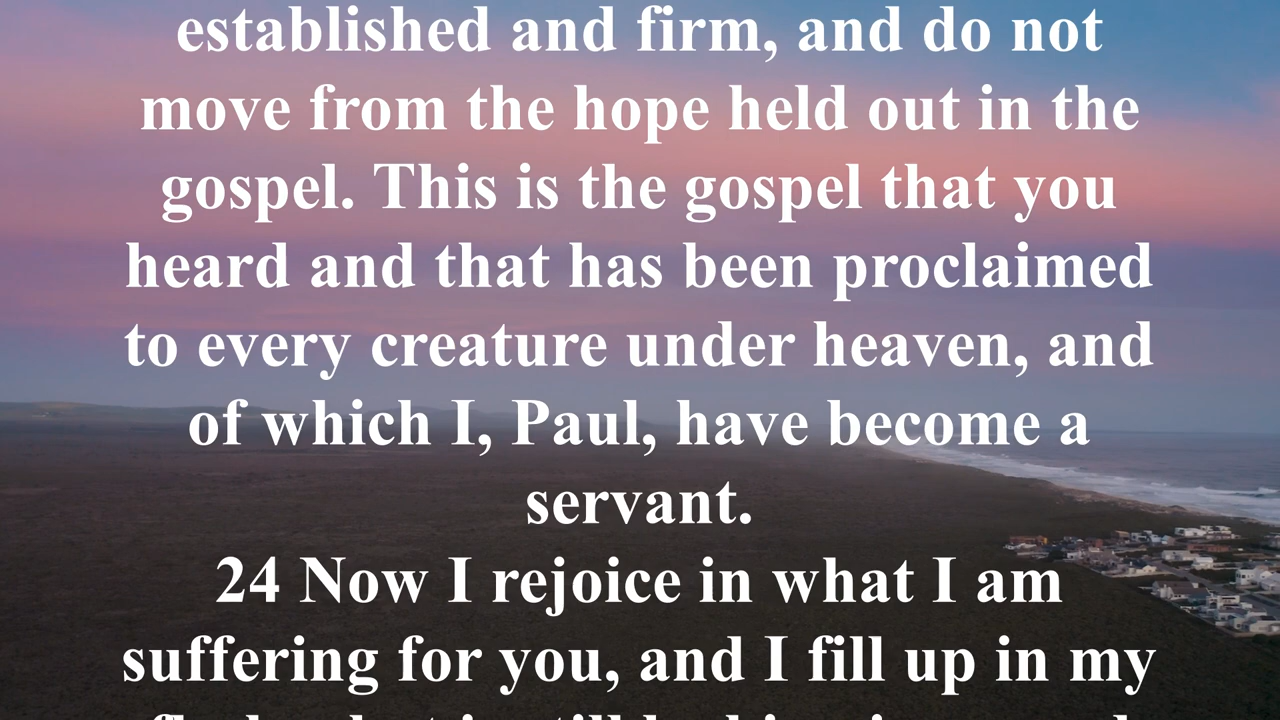 established and firm, and do not
move from the hope held out in the
gospel. This is the gospel that you
heard and that has been proclaimed
to every creature under heaven, and
of which I, Paul, have become a
servant.
24 Now I rejoice in what I am
suffering for you, and I fill up in my